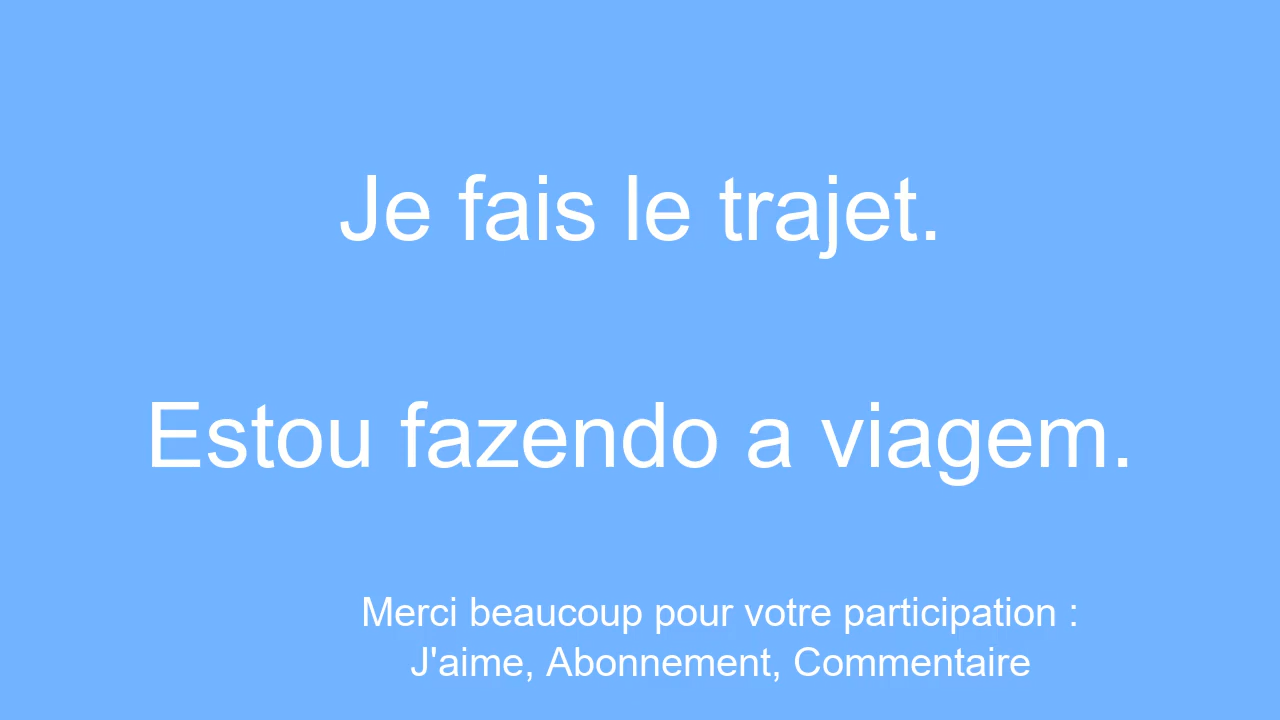 Je fais le trajet.
Estou fazendo a viagem.
Merci beaucoup pour votre participation :
J'aime, Abonnement, Commentaire